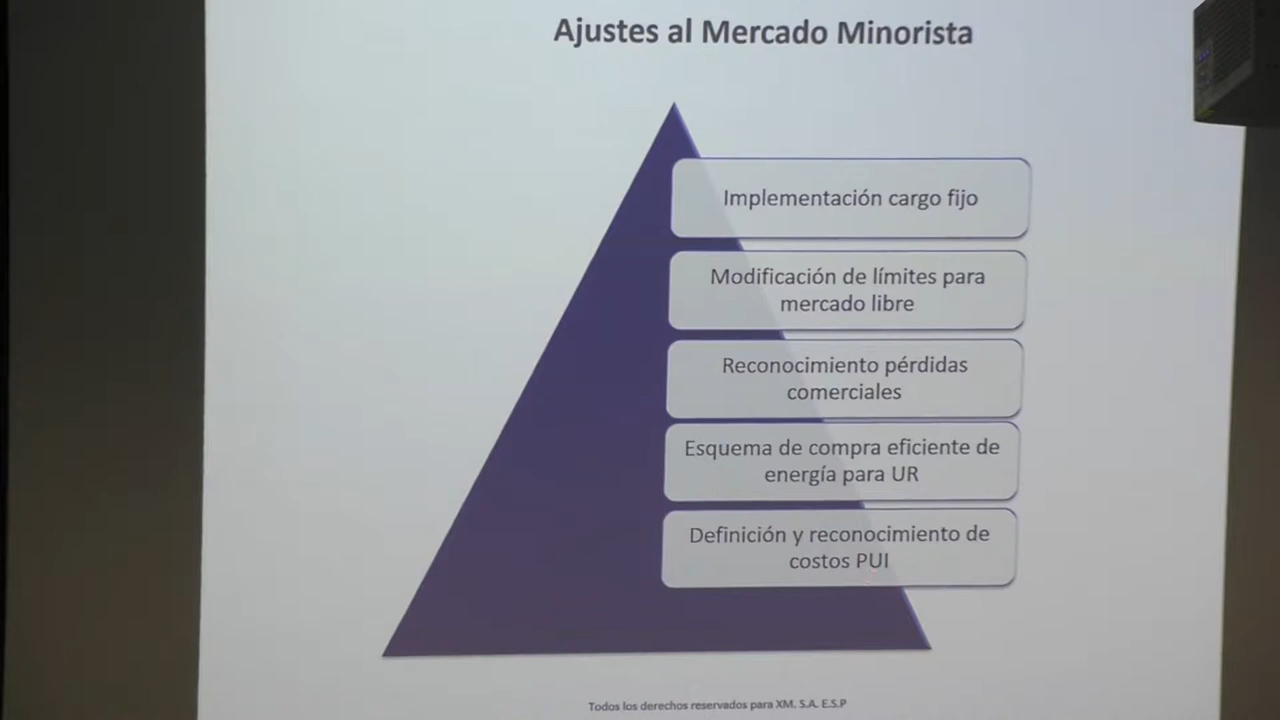 Ajustes al Mercado Minorista
Implementación cargo fijo
Modificación de límites para
mercado libre
Reconocimiento pérdidas
comerciales
Esquema de compra eficiente de
energía para UR
Definición y reconocimiento de
costos PUI
Todos los derechos reservados para XM. S.A. E.S.P